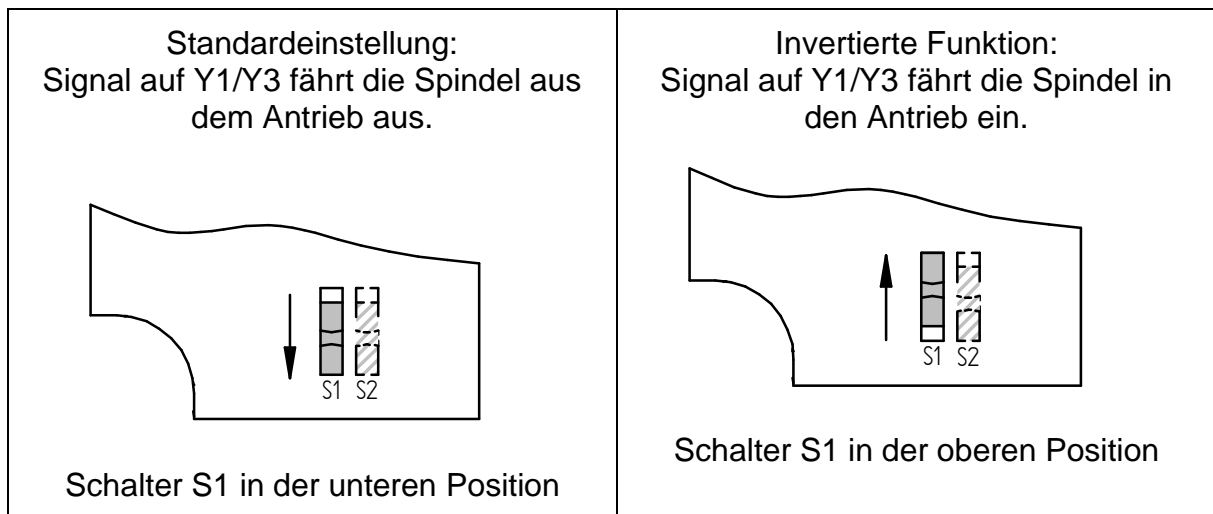 Standardeinstellung:
Signal auf Y1/Y3 fährt die Spindel aus
dem Antrieb aus.
S1 S2
Schalter S1 in der unteren Position
Invertierte Funktion:
Signal auf Y1/Y3 fährt die Spindel in
den Antrieb ein.
S1 S2
Schalter S1 in der oberen Position